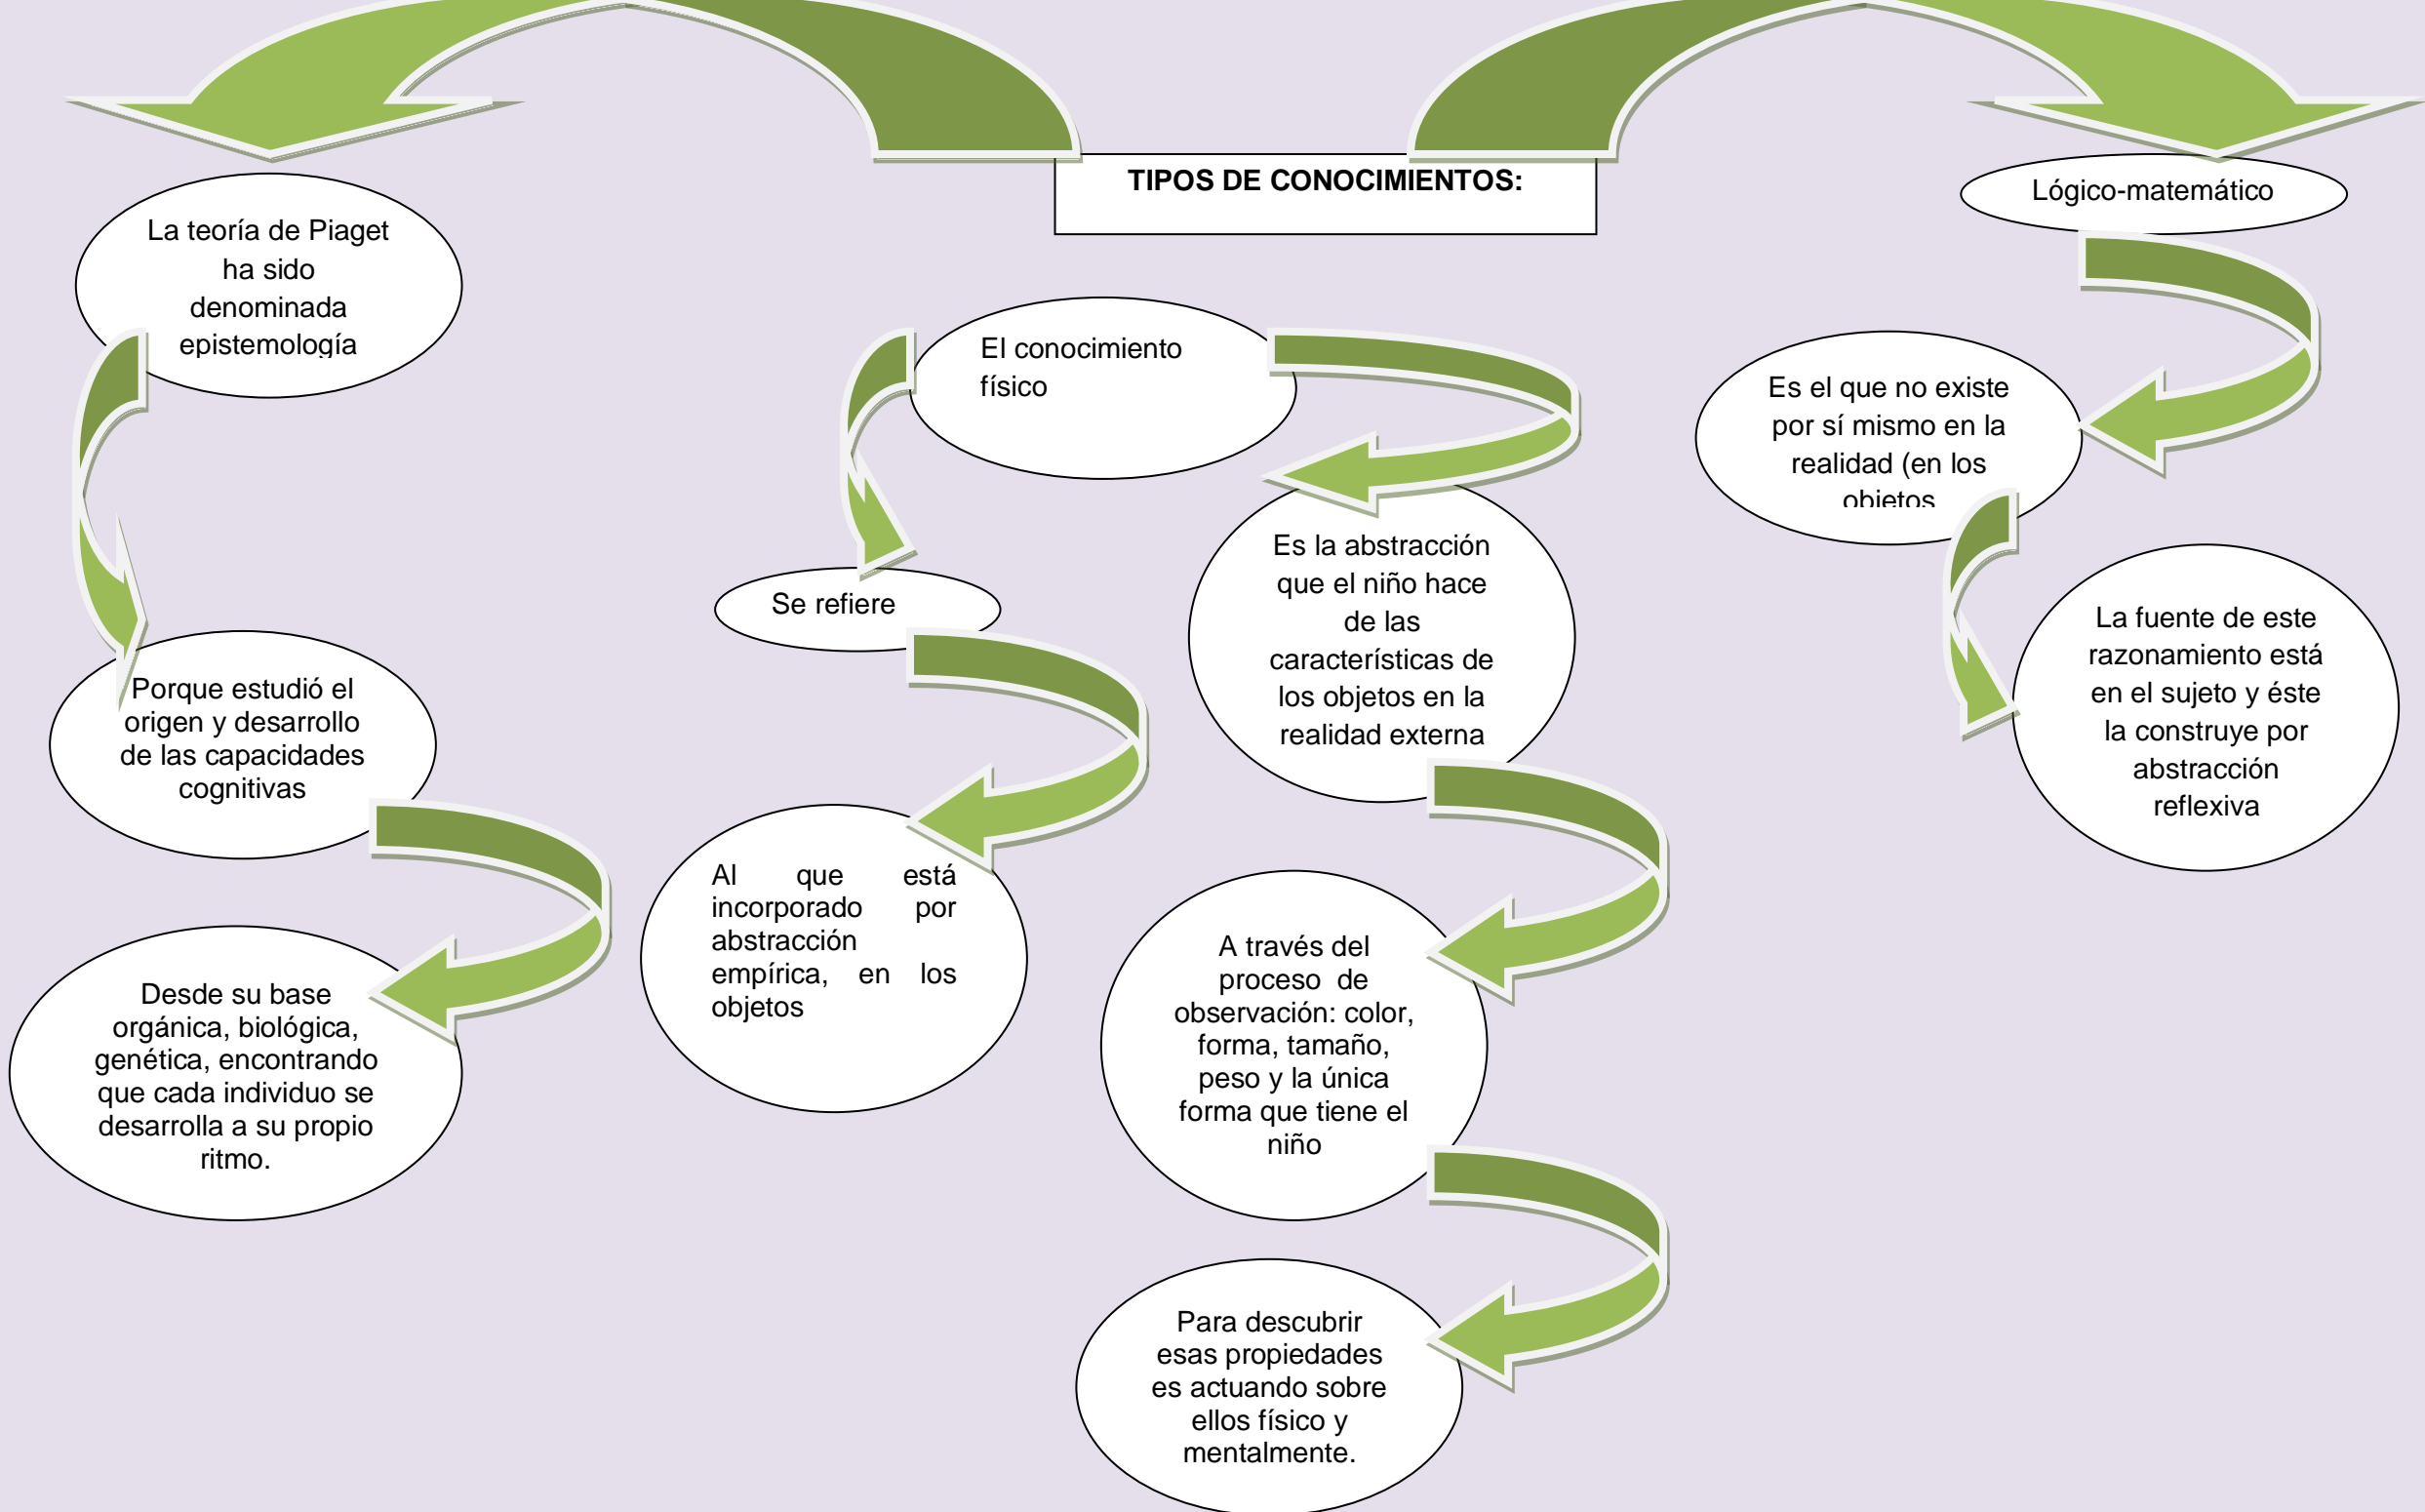 TIPOS DE CONOCIMIENTOS:
La teoría de Piaget
ha sido
denominada
epistemología
Porque estudió el
origen y desarrollo
de las capacidades
cognitivas
Desde su base
orgánica, biológica,
genética, encontrando
que cada individuo se
desarrolla a su propio
ritmo.
El conocimiento
físico
Se refiere
Al que está
incorporado por
abstracción
empírica, en los
objetos
Es la abstracción
que el niño hace
de las
características de
los objetos en la
realidad externa
A través del
proceso de
observación: color,
forma, tamaño,
peso y la única
forma que tiene el
niño
Para descubrir
esas propiedades
es actuando sobre
ellos físico y
mentalmente.
Lógico-matemático
Es el que no existe
por sí mismo en la
realidad (en los
objetos
La fuente de este
razonamiento está
en el sujeto y éste
la construye por
abstracción
reflexiva